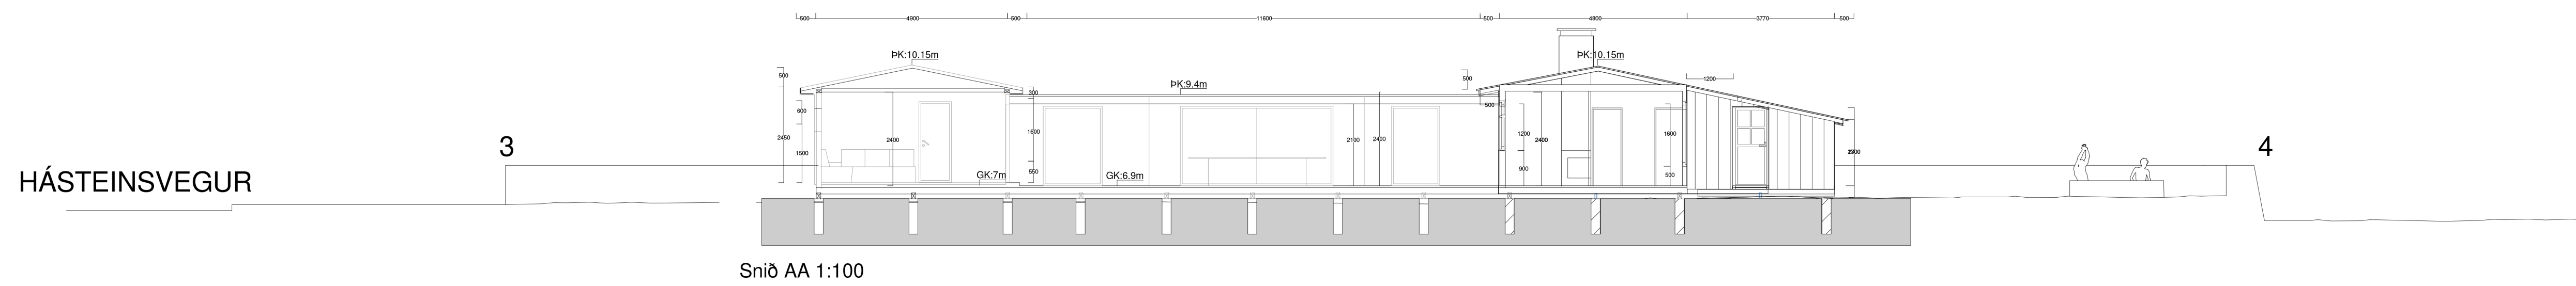 500 4900 500 11600 500 4800 3770 500
ÞK:10.15m ÞK:10.15m
500 ÞK:9.4m 500 1200
300
600 500
3 2450 2400 1600 2100 2400 1200 2400 1600 4
1500 550 900 500
HÁSTEINSVEGUR GK:7m GK:6.9m
Snið AA 1:100